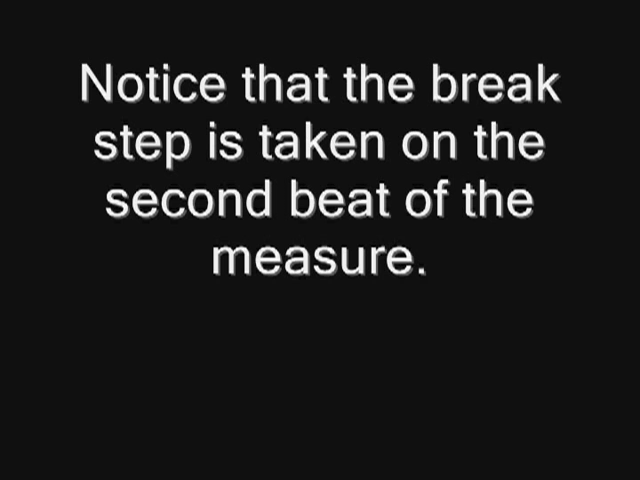 Notice that the break
step is taken on the
second beat of the
measure.